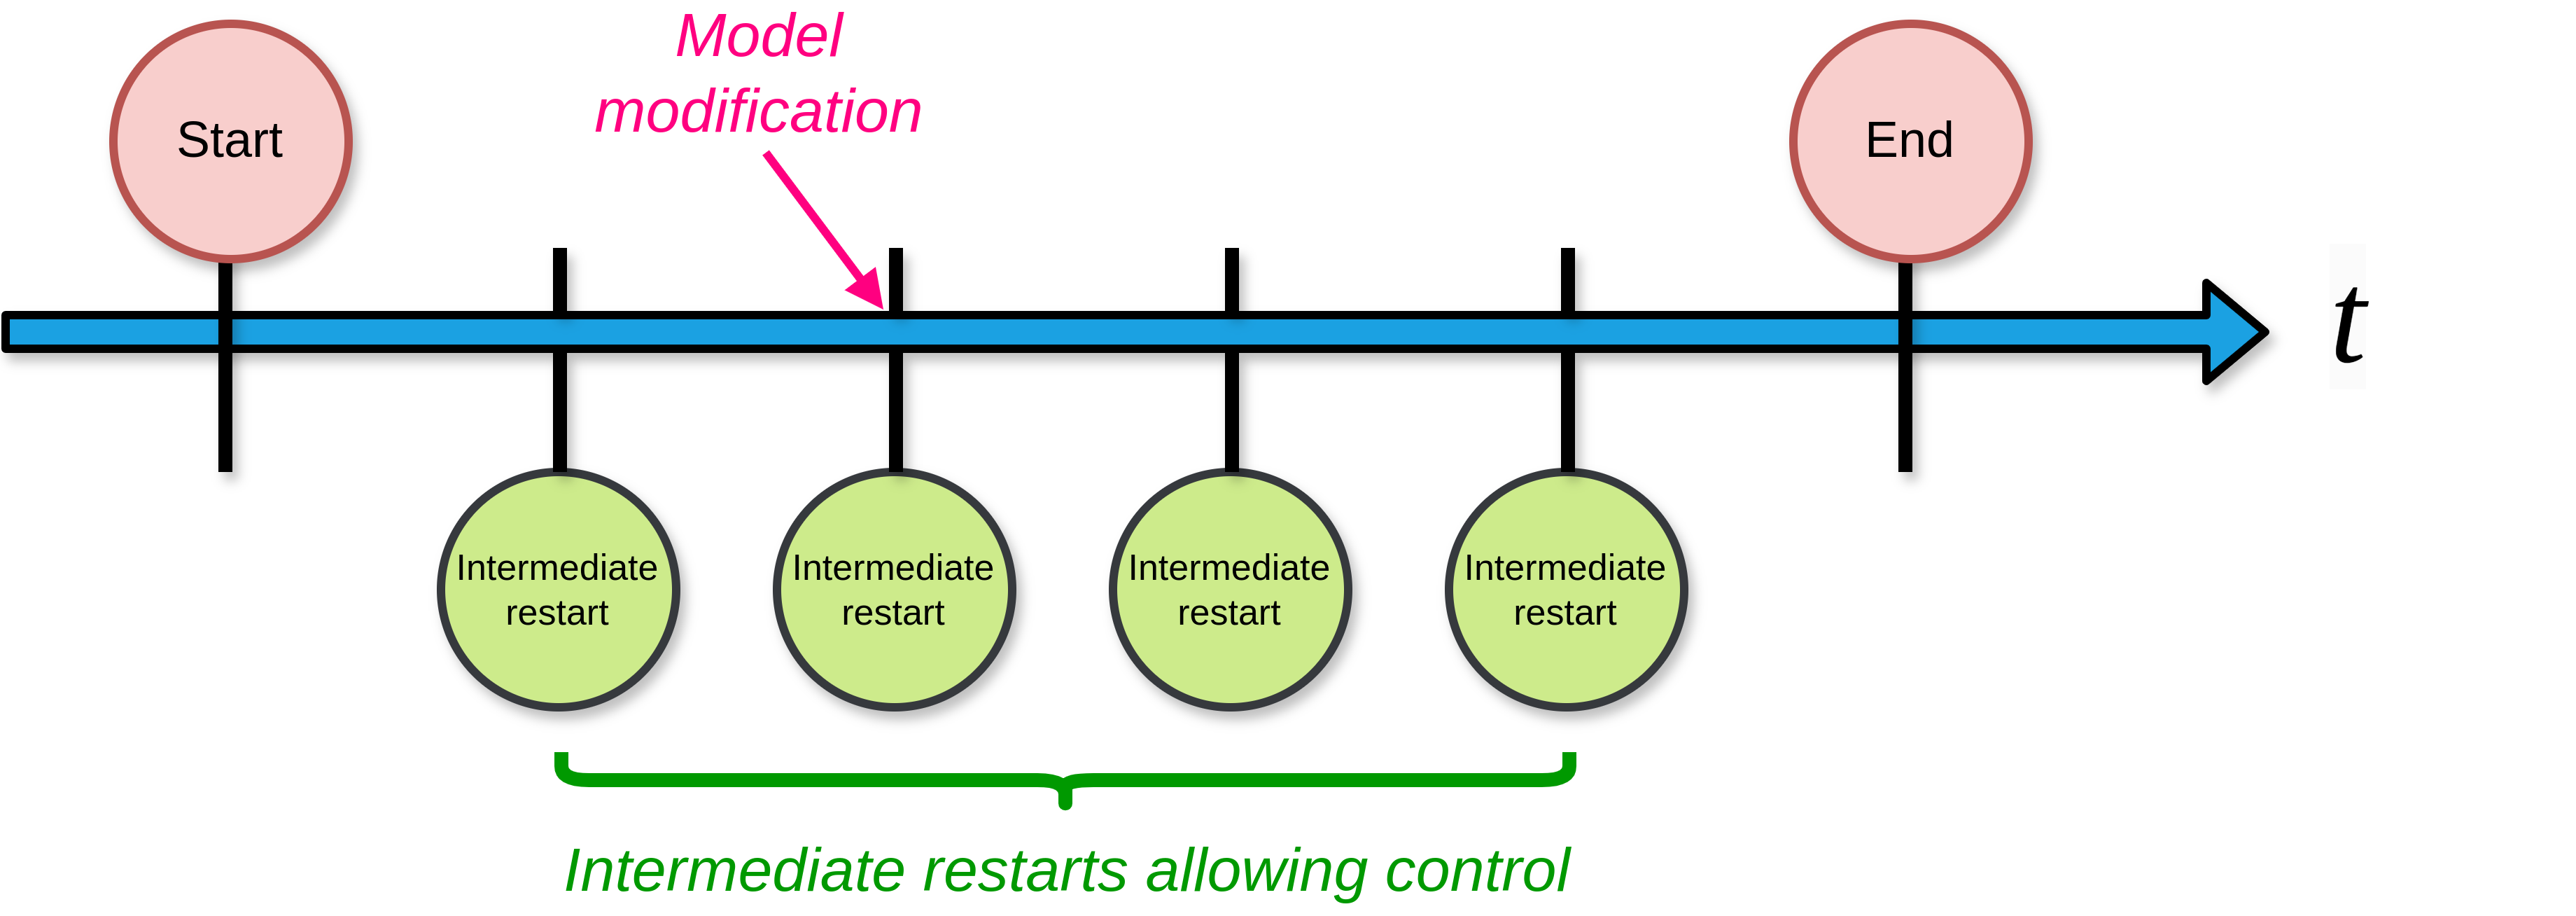 Model
modification
Start
End
t
Intermediate
restart
Intermediate
restart
Intermediate
restart
Intermediate
restart
Intermediate restarts allowing control